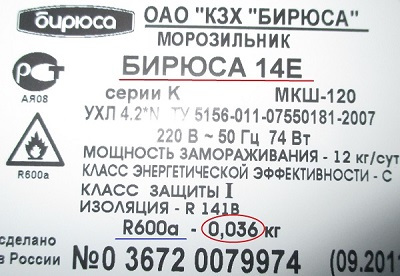 бирюса ОАО "КЗХ "БИРЮСА"
МОРОЗИЛЬНИК
БИРЮСА 14Е
серии К МКШ-120
АЯ08
УХЛ 4.2*N ТУ 5156-011-07550181-2007
220 В ~ 50 Гц 74 Вт
МОЩНОСТЬ ЗАМОРАЖИВАНИЯ - 12 кг/сут
КЛАСС ЭНЕРГЕТИЧЕСКОЙ ЭФФЕКТИВНОСТИ - С
R600a
КЛАСС ЗАЩИТЫ I
ИЗОЛЯЦИЯ - R 141B
R600a - 0,036 кг
сделано
в России
№0 3672 0079974 (09.201